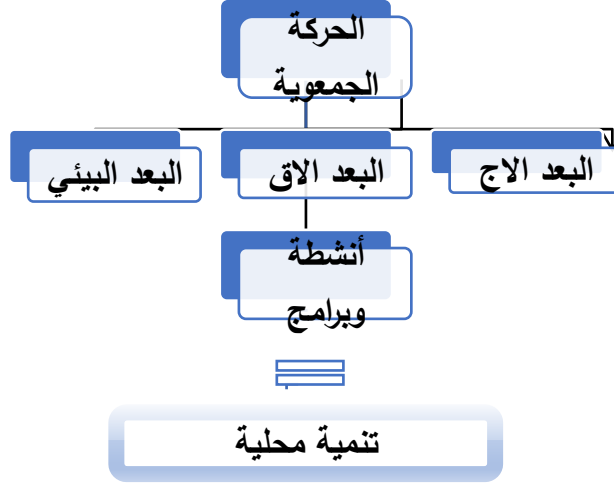 الحركة
الجمعوية
البعد الاج
البعد الاق
البعد البيئي
أنشطة
وبرامج
تنمية محلية